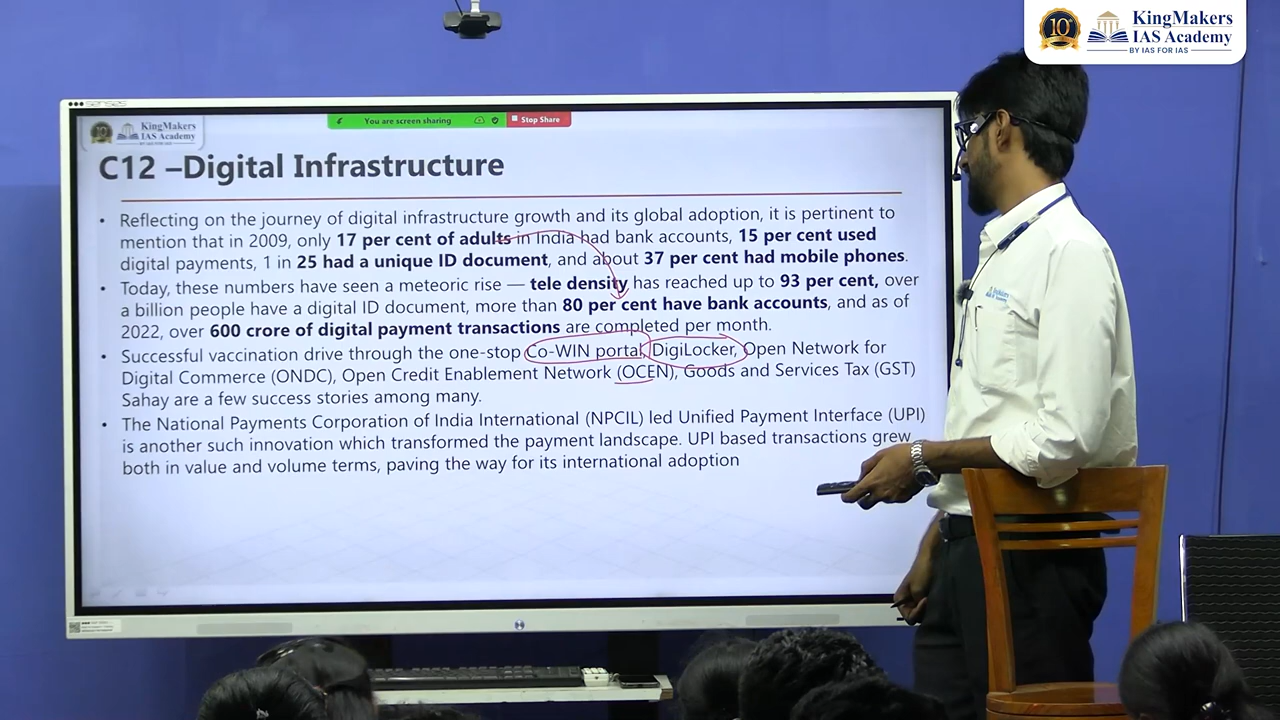 10
KingMakers
IAS Academy
BY IAS FOR IAS
KingMakers
IAS Academy
BY IAS FOR IAS
You are screen sharing
Stop Share
C12 –Digital Infrastructure
• Reflecting on the journey of digital infrastructure growth and its global adoption, it is pertinent to
mention that in 2009, only 17 per cent of adults in India had bank accounts, 15 per cent used
digital payments, 1 in 25 had a unique ID document, and about 37 per cent had mobile phones.
• Today, these numbers have seen a meteoric rise — tele density has reached up to 93 per cent, over
a billion people have a digital ID document, more than 80 per cent have bank accounts, and as of
2022, over 600 crore of digital payment transactions are completed per month.
• Successful vaccination drive through the one-stop Co-WIN portal, DigiLocker, Open Network for
Digital Commerce (ONDC), Open Credit Enablement Network (OCEN), Goods and Services Tax (GST)
Sahay are a few success stories among many.
• The National Payments Corporation of India International (NPCIL) led Unified Payment Interface (UPI)
is another such innovation which transformed the payment landscape. UPI based transactions grew
both in value and volume terms, paving the way for its international adoption